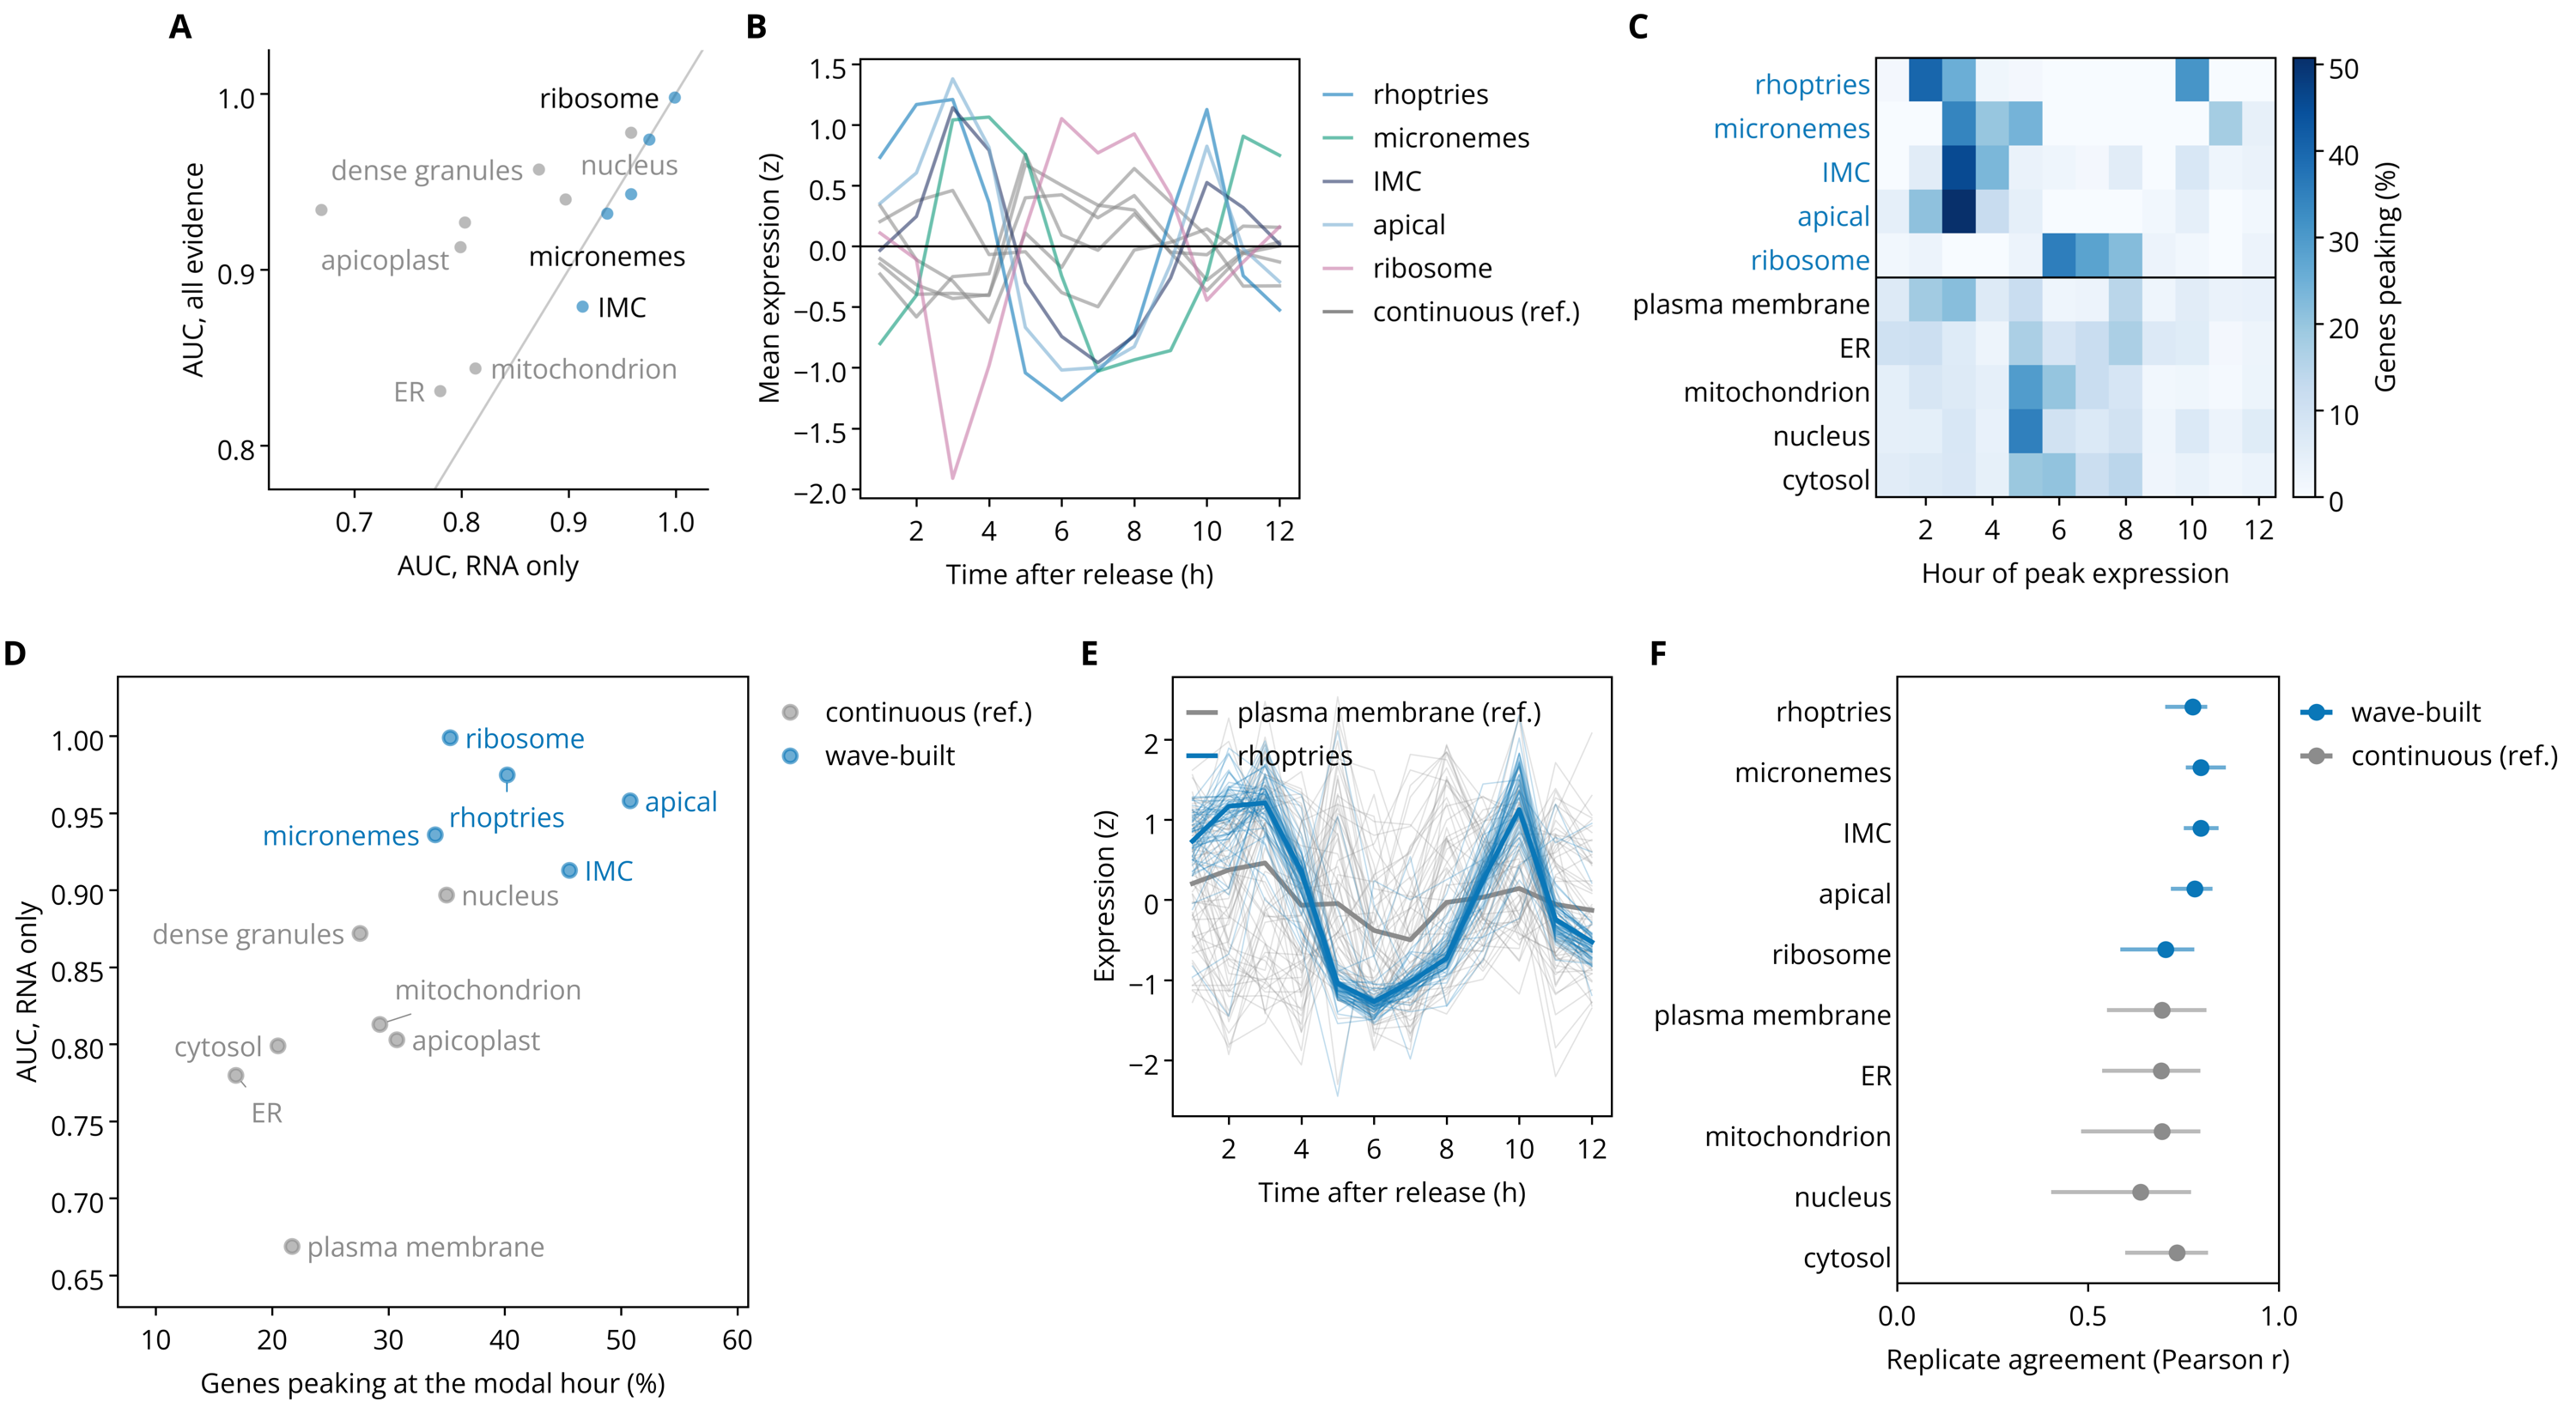 A
1.0
0.9
0.8
AUC, all evidence
ribosome
dense granules
nucleus
apicoplast
micronemes
IMC
mitochondrion
ER
0.7 0.8 0.9 1.0
AUC, RNA only
B
1.5
1.0
0.5
0.0
−0.5
−1.0
−1.5
−2.0
Mean expression (z)
2 4 6 8 10 12
Time after release (h)
rhoptries
micronemes
IMC
apical
ribosome
continuous (ref.)
C
rhoptries
micronemes
IMC
apical
ribosome
plasma membrane
ER
mitochondrion
nucleus
cytosol
2 4 6 8 10 12
Hour of peak expression
50
40
30
20
10
0
Genes peaking (%)
D
1.00
0.95
0.90
0.85
0.80
0.75
0.70
0.65
AUC, RNA only
ribosome
rhoptries
apical
micronemes
IMC
nucleus
dense granules
mitochondrion
cytosol
apicoplast
ER
plasma membrane
10 20 30 40 50 60
Genes peaking at the modal hour (%)
continuous (ref.)
wave-built
E
plasma membrane (ref.)
rhoptries
2
1
0
−1
−2
Expression (z)
2 4 6 8 10 12
Time after release (h)
F
rhoptries
micronemes
IMC
apical
ribosome
plasma membrane
ER
mitochondrion
nucleus
cytosol
0.0 0.5 1.0
Replicate agreement (Pearson r)
wave-built
continuous (ref.)